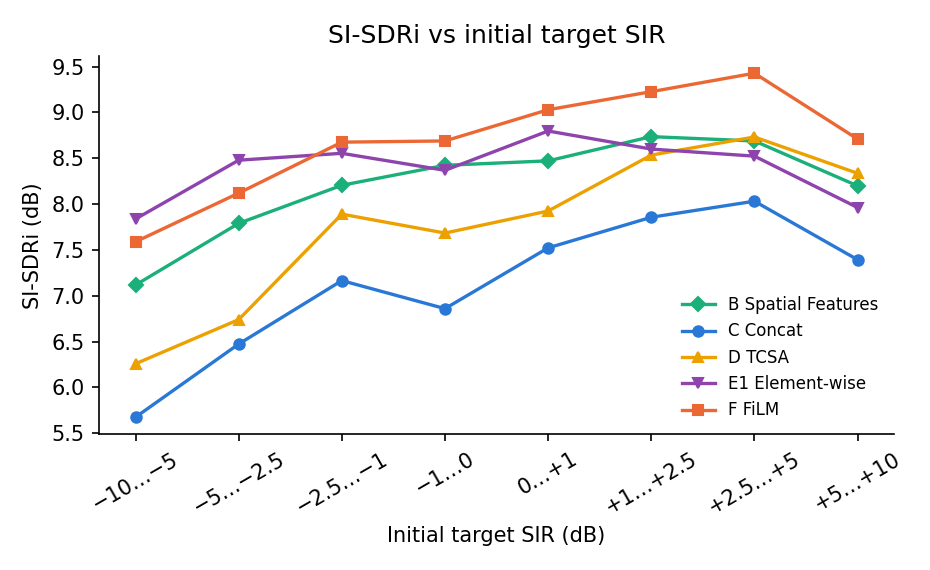 SI-SDRi vs initial target SIR
SI-SDRi (dB)
9.5
9.0
8.5
8.0
7.5
7.0
6.5
6.0
5.5
B Spatial Features
C Concat
D TCSA
E1 Element-wise
F FiLM
−10…−5
−5…−2.5
−2.5…−1
−1…0
0…+1
+1…+2.5
+2.5…+5
+5…+10
Initial target SIR (dB)